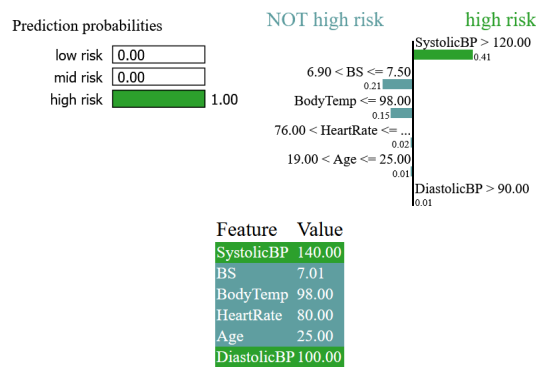 Prediction probabilities
low risk 0.00
mid risk 0.00
high risk 1.00
NOT high risk high risk
SystolicBP > 120.00
0.41
6.90 < BS <= 7.50
0.21
BodyTemp <= 98.00
0.15
76.00 < HeartRate <= ...
0.02
19.00 < Age <= 25.00
0.01
DiastolicBP > 90.00
0.01
Feature Value
SystolicBP 140.00
BS 7.01
BodyTemp 98.00
HeartRate 80.00
Age 25.00
DiastolicBP 100.00